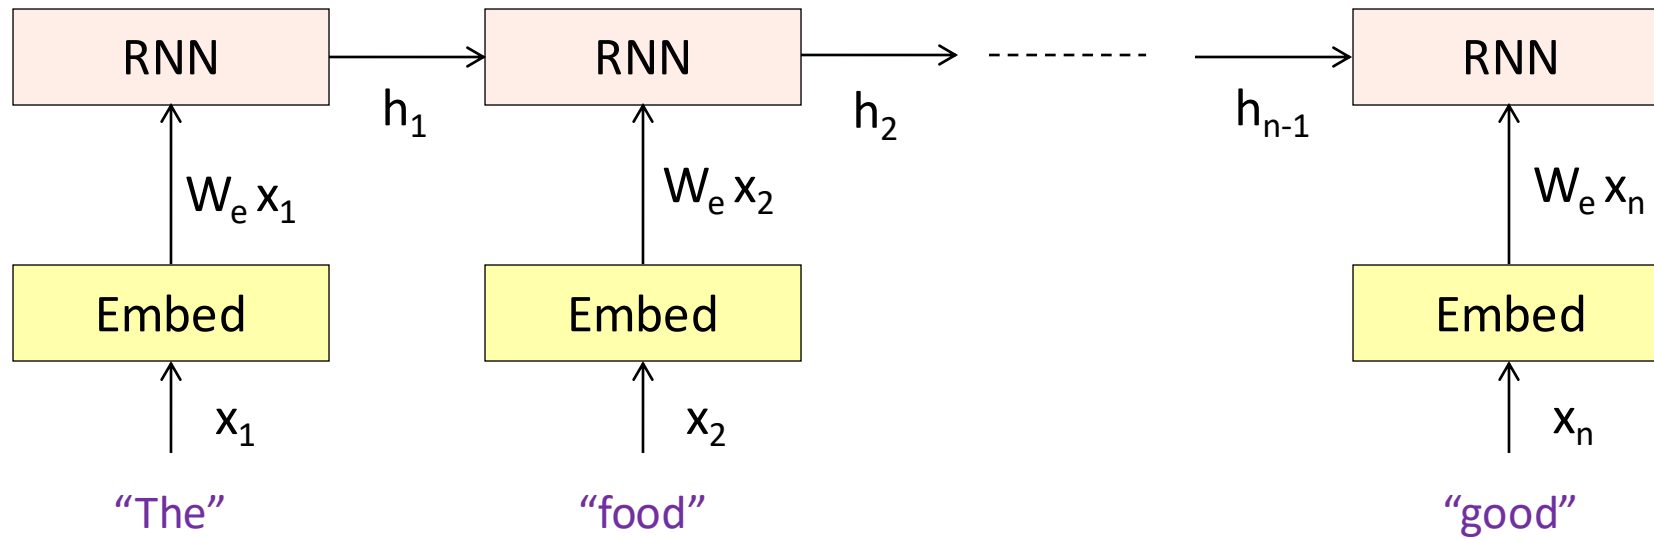 RNN RNN RNN
h1 h2 hn-1
We x1 We x2 We xn
Embed Embed Embed
x1 x2 xn
“The” “food” “good”